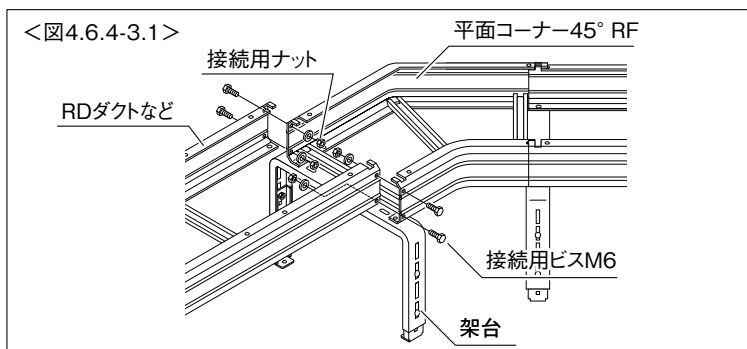 <図4.6.4-3.1>
平面コーナー45° RF
接続用ナット
RDダクトなど
接続用ビスM6
架台